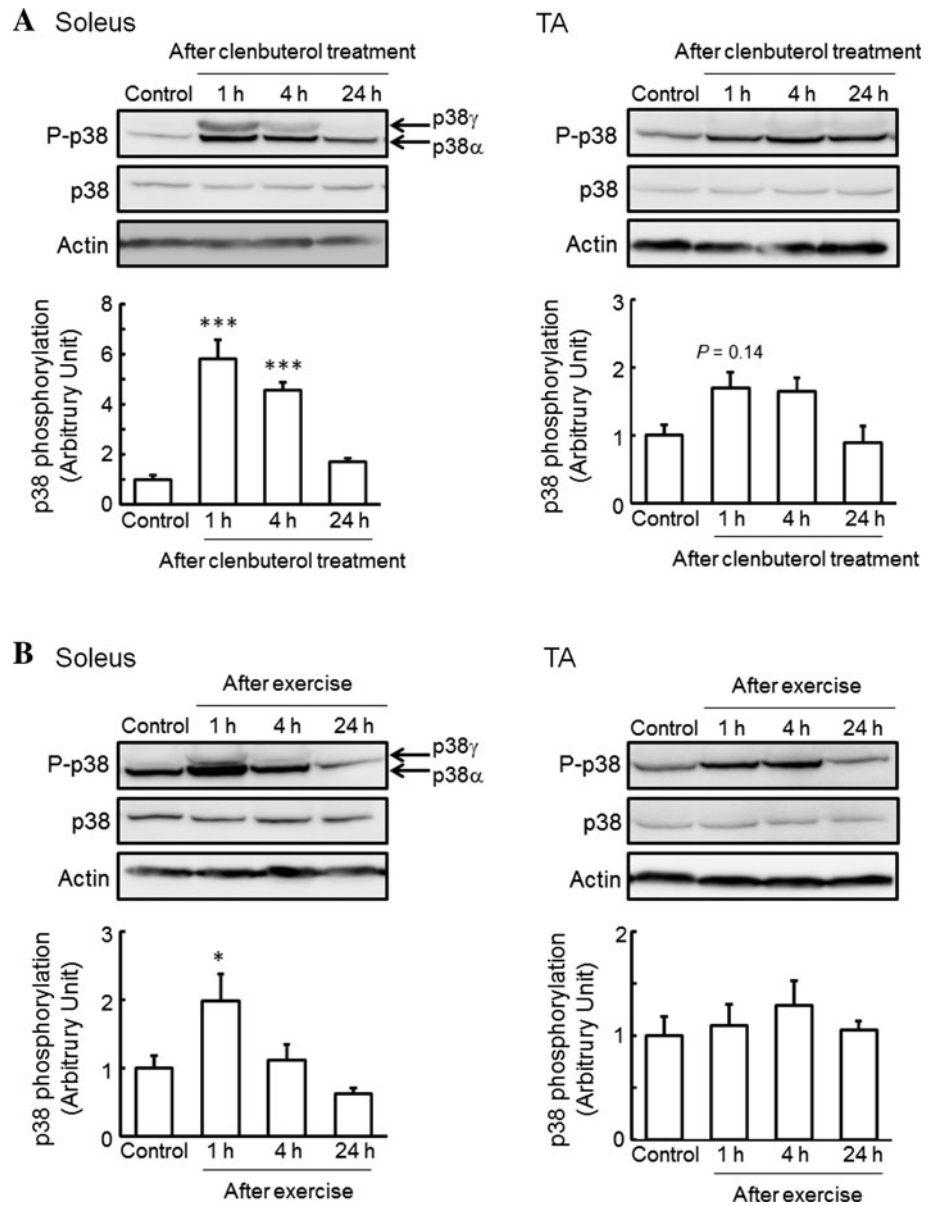 A Soleus
After clenbuterol treatment
Control 1 h 4 h 24 h
P-p38
p38γ
p38α
p38
Actin
p38 phosphorylation
(Arbitrury Unit)
8
6
4
2
0
***
***
Control 1 h 4 h 24 h
After clenbuterol treatment
TA
After clenbuterol treatment
Control 1 h 4 h 24 h
P-p38
p38
Actin
p38 phosphorylation
(Arbitrury Unit)
3
2
1
0
P = 0.14
Control 1 h 4 h 24 h
After clenbuterol treatment
B Soleus
After exercise
Control 1 h 4 h 24 h
P-p38
p38γ
p38α
p38
Actin
p38 phosphorylation
(Arbitrury Unit)
3
2
1
0
*
Control 1 h 4 h 24 h
After exercise
TA
After exercise
Control 1 h 4 h 24 h
P-p38
p38
Actin
p38 phosphorylation
(Arbitrury Unit)
2
1
0
Control 1 h 4 h 24 h
After exercise